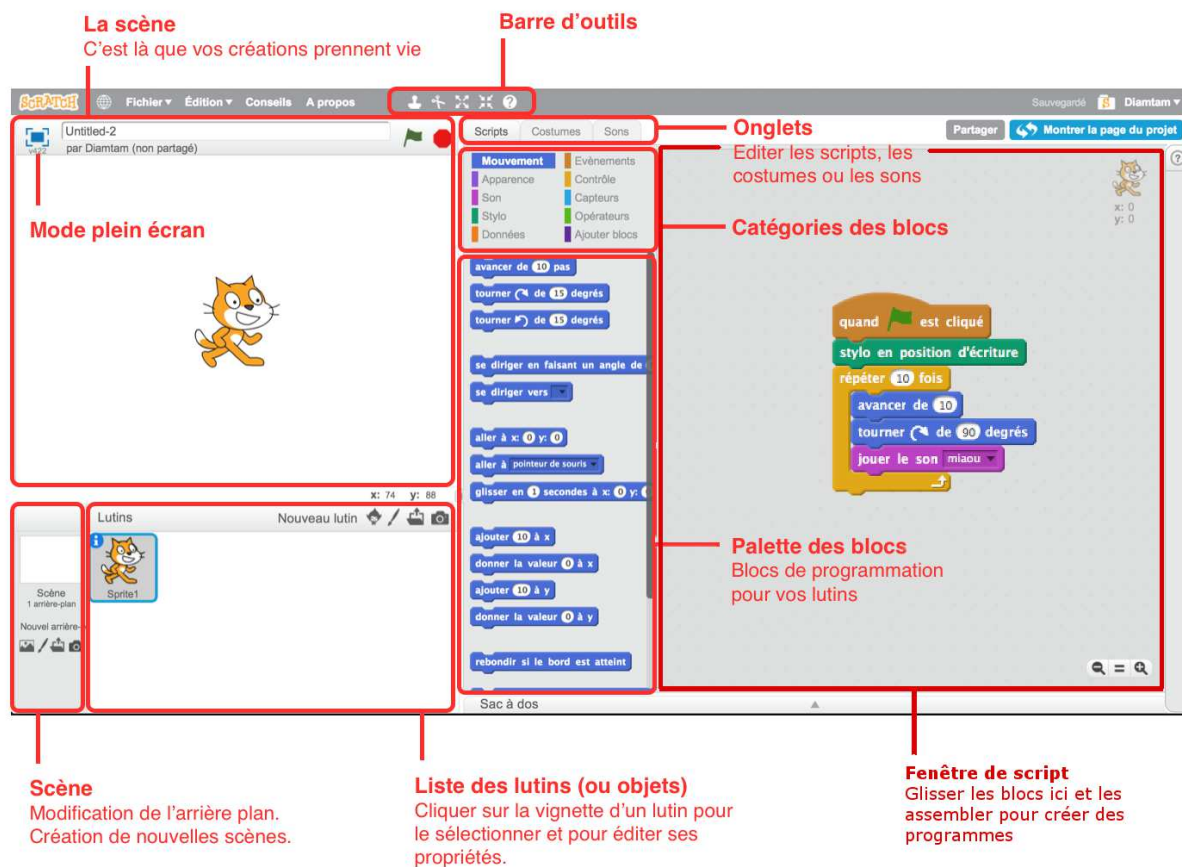 La scène
C'est là que vos créations prennent vie
Barre d'outils
SCRATCH Fichier Édition Conseils A propos Sauvegardé Diamtam
Untitled-2
par Diamtam (non partagé)
v422
Scripts Costumes Sons
Onglets
Editer les scripts, les
costumes ou les sons
Partager Montrer la page du projet
Mouvement Evènements
Apparence Contrôle
Son Capteurs
Stylo Opérateurs
Données Ajouter blocs
x: 0
y: 0
Mode plein écran
Catégories des blocs
avancer de 10 pas
tourner de 15 degrés
tourner de 15 degrés
se diriger en faisant un angle de
se diriger vers
aller à x: 0 y: 0
aller à pointeur de souris
glisser en 1 secondes à x: 0 y:
ajouter 10 à x
donner la valeur 0 à x
ajouter 10 à y
donner la valeur 0 à y
rebondir si le bord est atteint
quand est cliqué
stylo en position d'écriture
répéter 10 fois
avancer de 10
tourner de 90 degrés
jouer le son miaou
Palette des blocs
Blocs de programmation
pour vos lutins
x: 74 y: 88
Lutins Nouveau lutin
Sprite1
Scène
1 arrière-plan
Nouvel arrière-
Sac à dos
Scène
Modification de l'arrière plan.
Création de nouvelles scènes.
Liste des lutins (ou objets)
Cliquer sur la vignette d'un lutin pour
le sélectionner et pour éditer ses
propriétés.
Fenêtre de script
Glisser les blocs ici et les
assembler pour créer des
programmes